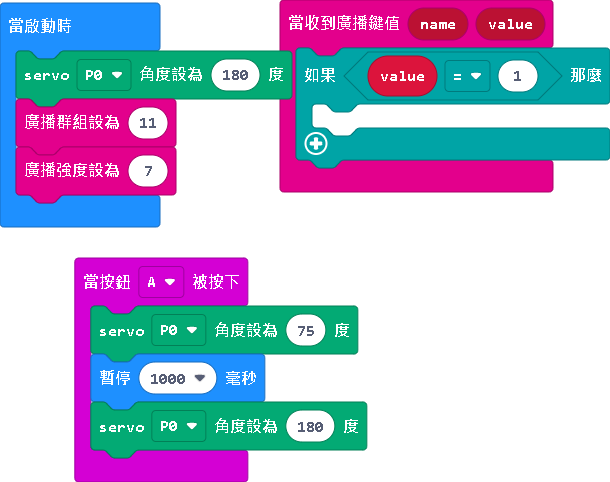 當啟動時
servo P0 角度設為 180 度
廣播群組設為 11
廣播強度設為 7
當收到廣播鍵值 name value
如果 value = 1 那麼
當按鈕 A 被按下
servo P0 角度設為 75 度
暫停 1000 毫秒
servo P0 角度設為 180 度